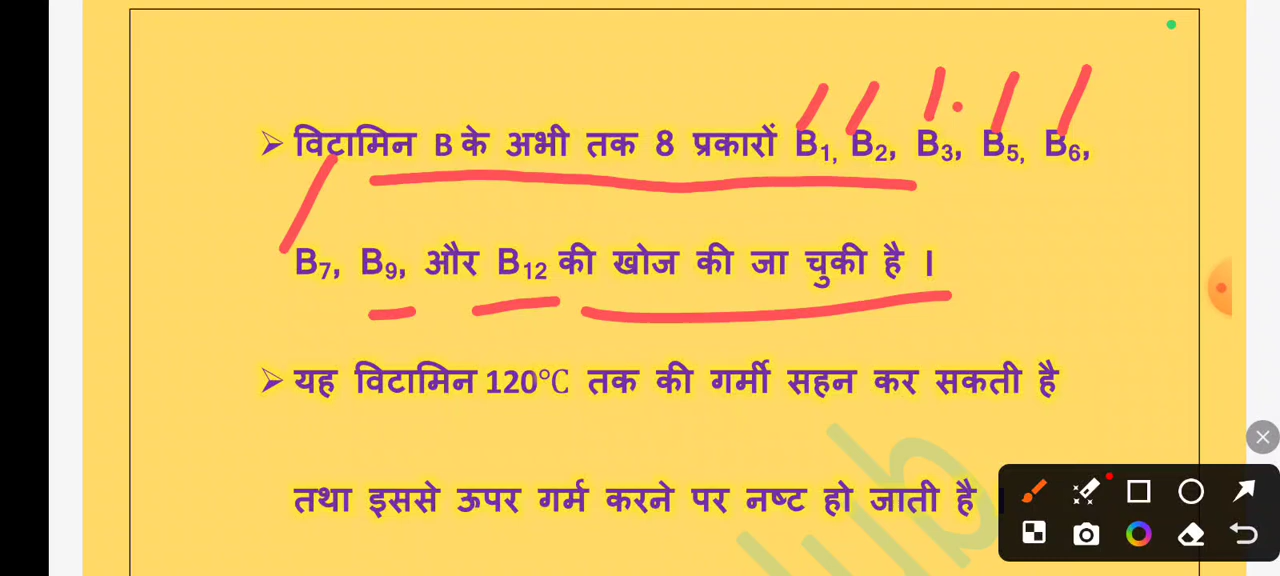 ➢ विटामिन B के अभी तक 8 प्रकारों B₁, B₂, B₃, B₅, B₆,
B₇, B₉, और B₁₂ की खोज की जा चुकी है ।
➢ यह विटामिन 120°C तक की गर्मी सहन कर सकती है
तथा इससे ऊपर गर्म करने पर नष्ट हो जाती है